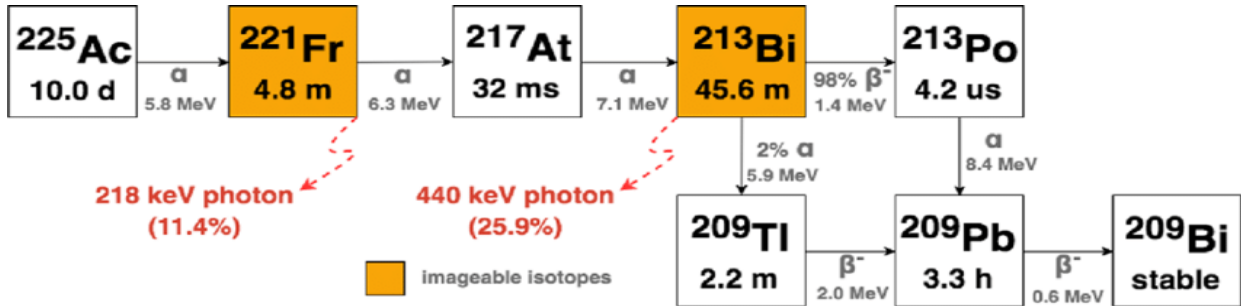 225Ac
10.0 d
α
5.8 MeV
221Fr
4.8 m
α
6.3 MeV
217At
32 ms
α
7.1 MeV
213Bi
45.6 m
98% β-
1.4 MeV
213Po
4.2 us
218 keV photon
(11.4%)
440 keV photon
(25.9%)
2% α
5.9 MeV
α
8.4 MeV
209Tl
2.2 m
β-
2.0 MeV
209Pb
3.3 h
β-
0.6 MeV
209Bi
stable
imageable isotopes